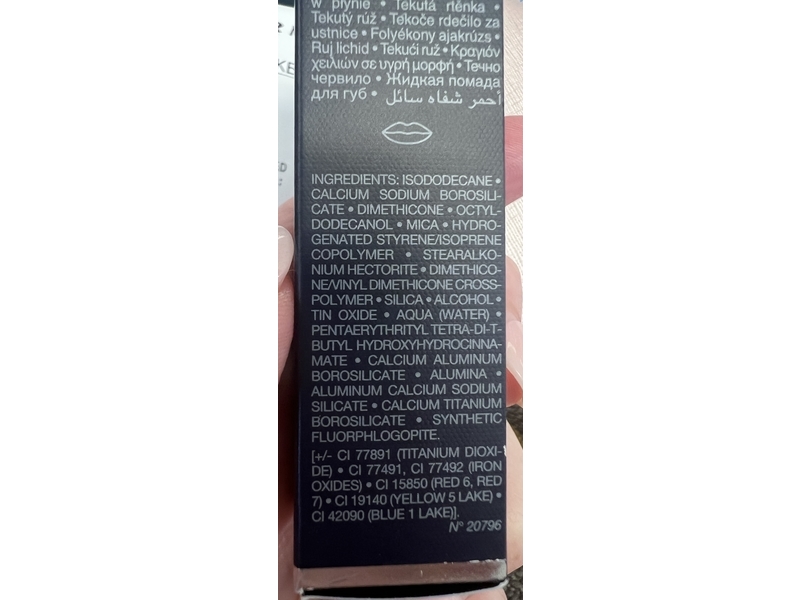 w płynie • Tekutá rtěnka •
Tekutý rúž • Tekoče rdečilo za
ustnice • Folyékony ajakrúzs •
Ruj lichid • Tekući ruž • Κραγιόν
χειλιών σε υγρή μορφή • Течно
червило • Жидкая помада
для губ • أحمر شفاه سائل
INGREDIENTS: ISODODECANE •
CALCIUM SODIUM BOROSILI-
CATE • DIMETHICONE • OCTYL-
DODECANOL • MICA • HYDRO-
GENATED STYRENE/ISOPRENE
COPOLYMER • STEARALKO-
NIUM HECTORITE • DIMETHICO-
NE/VINYL DIMETHICONE CROSS-
POLYMER • SILICA • ALCOHOL •
TIN OXIDE • AQUA (WATER) •
PENTAERYTHRITYL TETRA-DI-T-
BUTYL HYDROXYHYDROCINNA-
MATE • CALCIUM ALUMINUM
BOROSILICATE • ALUMINA •
ALUMINUM CALCIUM SODIUM
SILICATE • CALCIUM TITANIUM
BOROSILICATE • SYNTHETIC
FLUORPHLOGOPITE.
[+/- CI 77891 (TITANIUM DIOXI-
DE) • CI 77491, CI 77492 (IRON
OXIDES) • CI 15850 (RED 6, RED
7) • CI 19140 (YELLOW 5 LAKE) •
CI 42090 (BLUE 1 LAKE)].
N° 20796